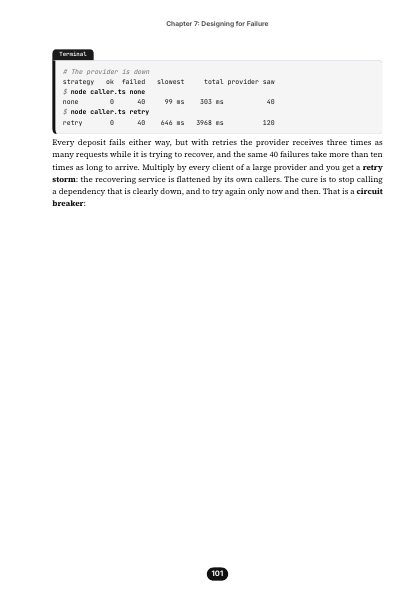 Chapter 7: Designing for Failure
Terminal
# The provider is down
strategy ok failed slowest total provider saw
$ node caller.ts none
none 0 40 99 ms 303 ms 40
$ node caller.ts retry
retry 0 40 646 ms 3968 ms 120
Every deposit fails either way, but with retries the provider receives three times as
many requests while it is trying to recover, and the same 40 failures take more than ten
times as long to arrive. Multiply by every client of a large provider and you get a retry
storm: the recovering service is flattened by its own callers. The cure is to stop calling
a dependency that is clearly down, and to try again only now and then. That is a circuit
breaker:
101